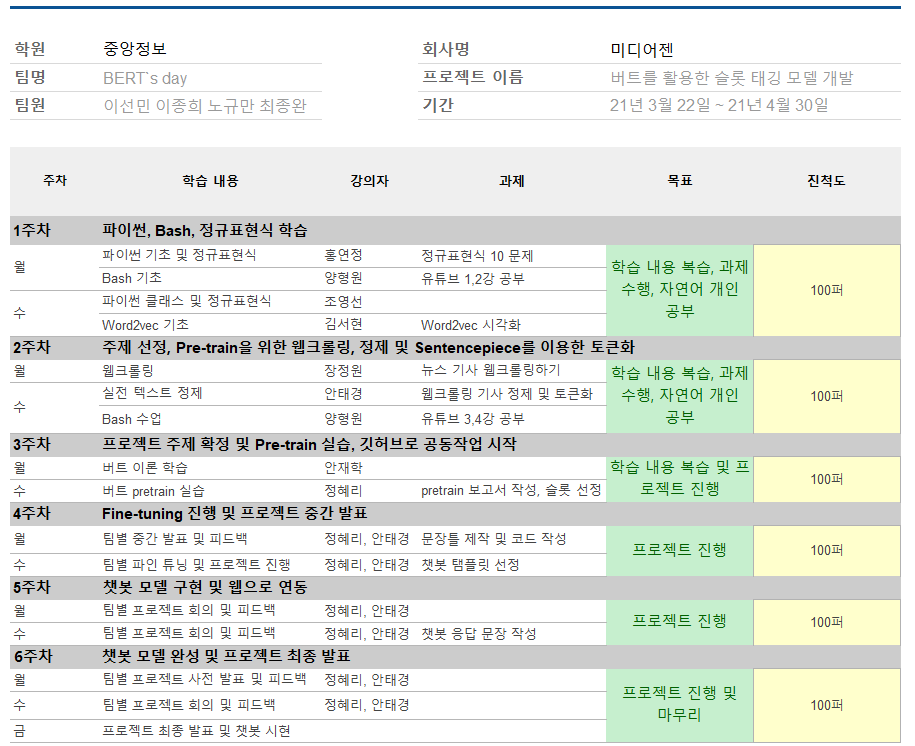 학원 중앙정보 회사명 미디어젠
팀명 BERT`s day 프로젝트 이름 버트를 활용한 슬롯 태깅 모델 개발
팀원 이선민 이종희 노규만 최종완 기간 21년 3월 22일 ~ 21년 4월 30일
주차 학습 내용 강의자 과제 목표 진척도
1주차 파이썬, Bash, 정규표현식 학습
월 파이썬 기초 및 정규표현식 홍연정 정규표현식 10 문제
Bash 기초 양형원 유튜브 1,2강 공부
수 파이썬 클래스 및 정규표현식 조영선
Word2vec 기초 김서현 Word2vec 시각화
학습 내용 복습, 과제
수행, 자연어 개인
공부
100퍼
2주차 주제 선정, Pre-train을 위한 웹크롤링, 정제 및 Sentencepiece를 이용한 토큰화
월 웹크롤링 장정원 뉴스 기사 웹크롤링하기
수 실전 텍스트 정제 안태경 웹크롤링 기사 정제 및 토큰화
Bash 수업 양형원 유튜브 3,4강 공부
학습 내용 복습, 과제
수행, 자연어 개인
공부
100퍼
3주차 프로젝트 주제 확정 및 Pre-train 실습, 깃허브로 공동작업 시작
월 버트 이론 학습 안재학
수 버트 pretrain 실습 정혜리 pretrain 보고서 작성, 슬롯 선정
학습 내용 복습 및 프
로젝트 진행
100퍼
4주차 Fine-tuning 진행 및 프로젝트 중간 발표
월 팀별 중간 발표 및 피드백 정혜리, 안태경 문장틀 제작 및 코드 작성
수 팀별 파인 튜닝 및 프로젝트 진행 정혜리, 안태경 챗봇 탬플릿 선정
프로젝트 진행
100퍼
5주차 챗봇 모델 구현 및 웹으로 연동
월 팀별 프로젝트 회의 및 피드백 정혜리, 안태경
수 팀별 프로젝트 회의 및 피드백 정혜리, 안태경 챗봇 응답 문장 작성
프로젝트 진행
100퍼
6주차 챗봇 모델 완성 및 프로젝트 최종 발표
월 팀별 프로젝트 사전 발표 및 피드백 정혜리, 안태경
수 팀별 프로젝트 회의 및 피드백 정혜리, 안태경
금 프로젝트 최종 발표 및 챗봇 시현
프로젝트 진행 및
마무리
100퍼